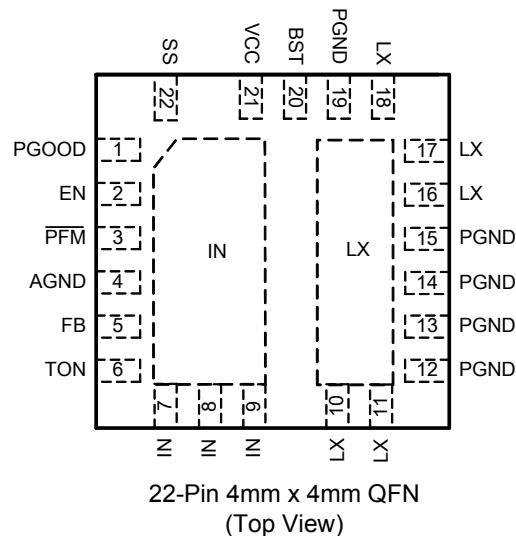 SS VCC BST PGND LX
22 21 20 19 18
PGOOD 1 17 LX
EN 2 16 LX
PFM 3 15 PGND
IN LX
AGND 4 14 PGND
FB 5 13 PGND
TON 6 12 PGND
7 8 9 10 11
IN IN IN LX LX
22-Pin 4mm x 4mm QFN
(Top View)